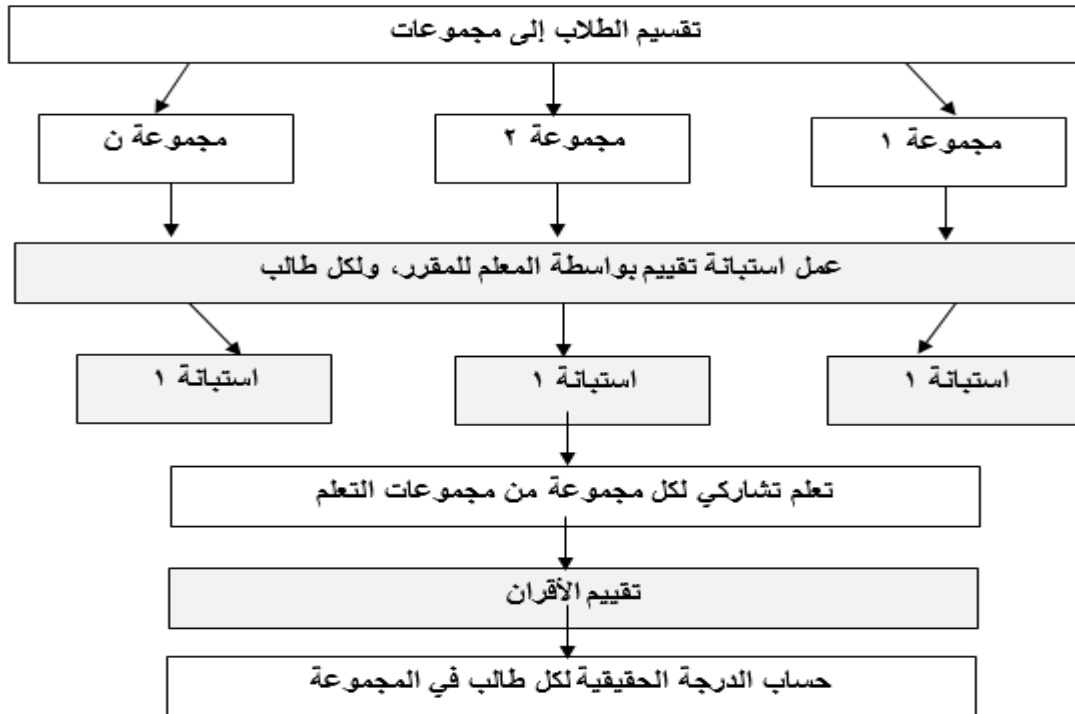 تقسيم الطلاب إلى مجموعات
مجموعة ١
مجموعة ٢
مجموعة ن
عمل استبانة تقييم بواسطة المعلم للمقرر، ولكل طالب
استبانة ١
استبانة ١
استبانة ١
تعلم تشاركي لكل مجموعة من مجموعات التعلم
تقييم الأقران
حساب الدرجة الحقيقية لكل طالب في المجموعة